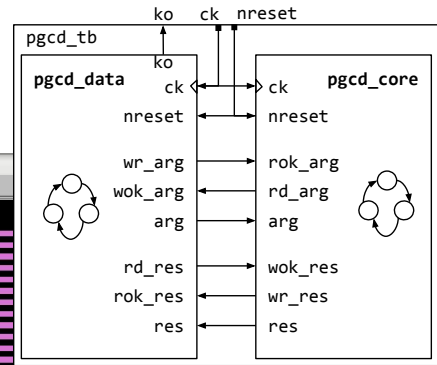 ko ck nreset
pgcd_tb
ko
pgcd_data pgcd_core
ck ck
nreset nreset
wr_arg rok_arg
wok_arg rd_arg
arg arg
rd_res wok_res
rok_res wr_res
res res